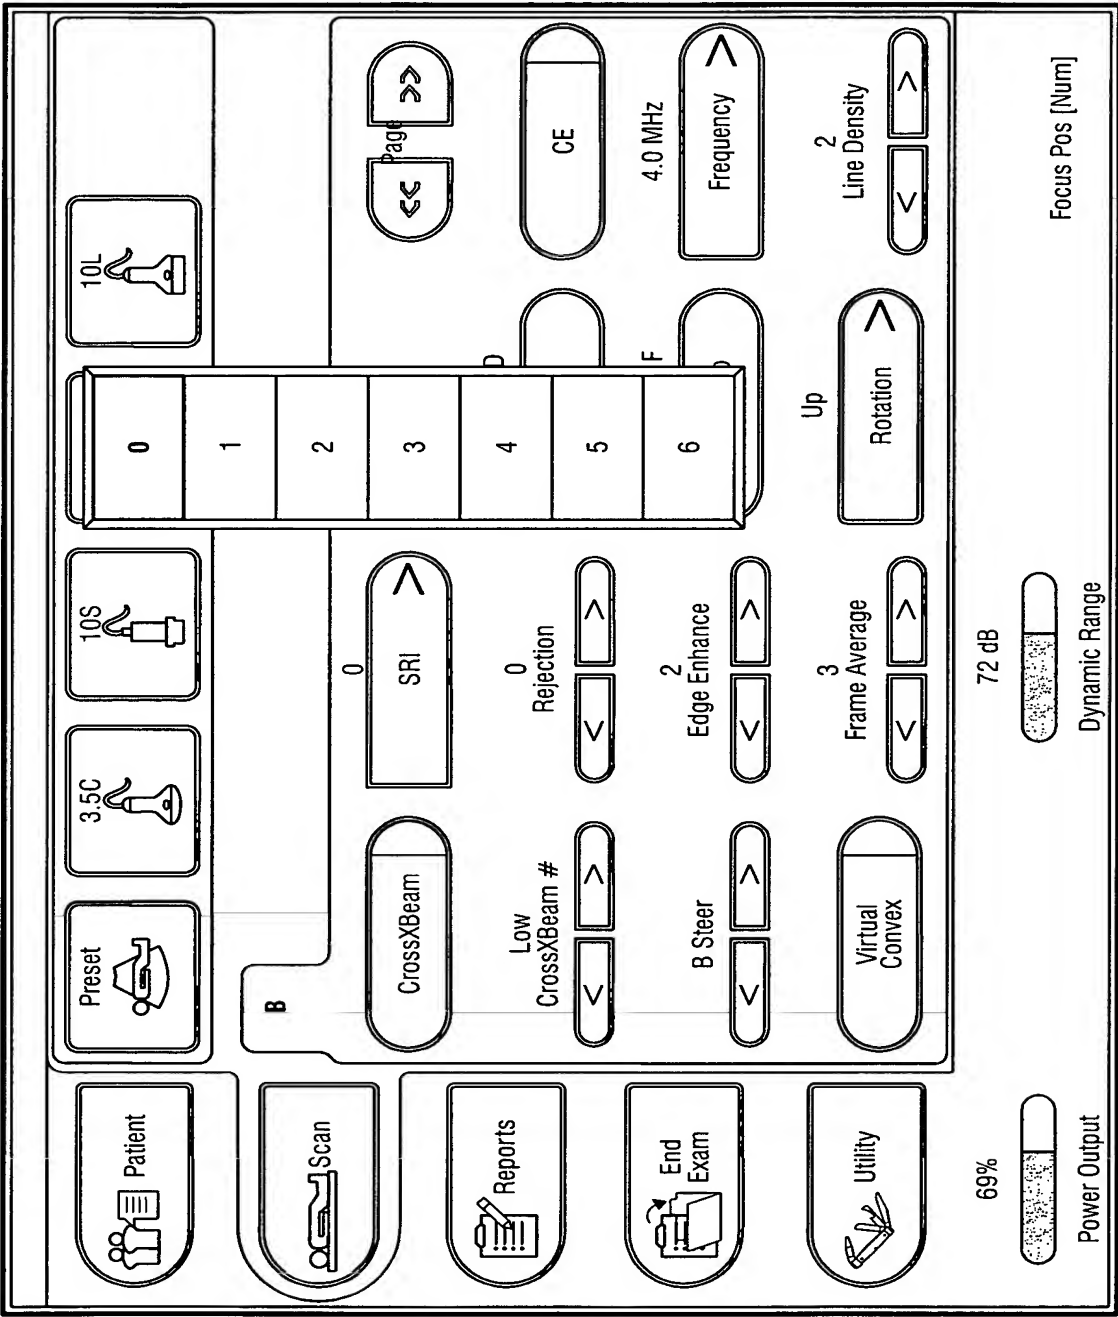 Patient
Scan
Reports
End
Exam
Utility
Preset
3.5C
10S
10L
B
CrossXBeam
0
SRI
Page
Low
CrossXBeam #
0
Rejection
D
CE
B Steer
2
Edge Enhance
F
4.0 MHz
Frequency
Virtual
Convex
3
Frame Average
Up
Rotation
2
Line Density
0
1
2
3
4
5
6
69%
Power Output
72 dB
Dynamic Range
Focus Pos [Num]